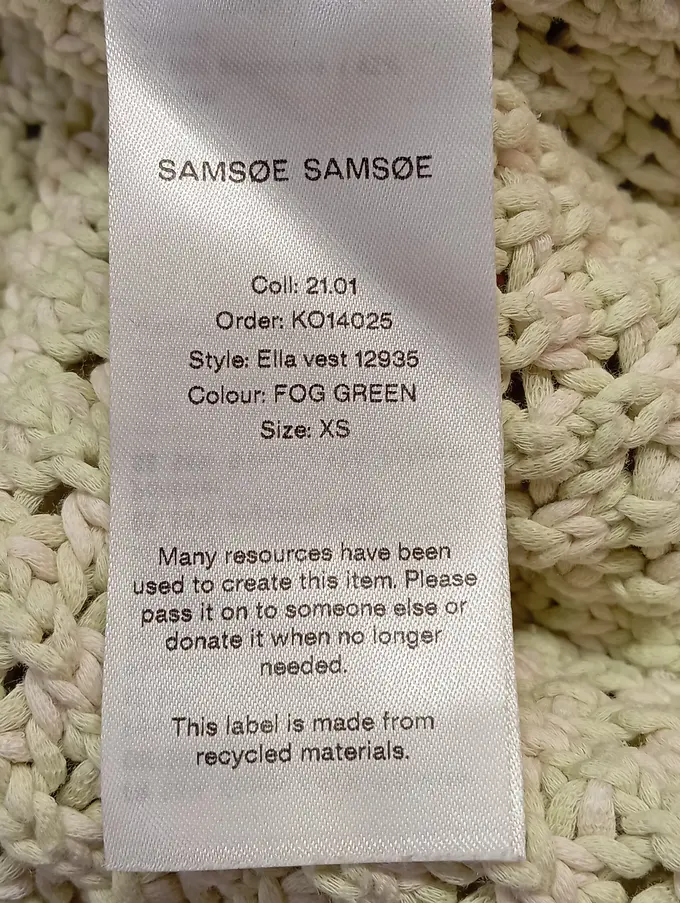 SAMSØE SAMSØE
Coll: 21.01
Order: KO14025
Style: Ella vest 12935
Colour: FOG GREEN
Size: XS
Many resources have been
used to create this item. Please
pass it on to someone else or
donate it when no longer
needed.
This label is made from
recycled materials.